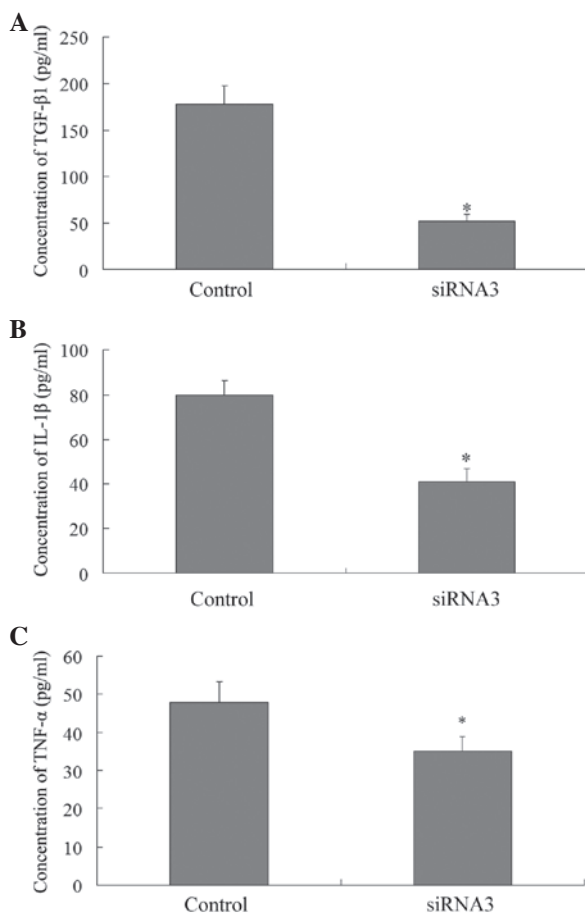 A
Concentration of TGF-β1 (pg/ml)
250
200
150
100
50
0
*
Control
siRNA3
B
Concentration of IL-1β (pg/ml)
100
80
60
40
20
0
*
Control
siRNA3
C
Concentration of TNF-α (pg/ml)
60
50
40
30
20
10
0
*
Control
siRNA3